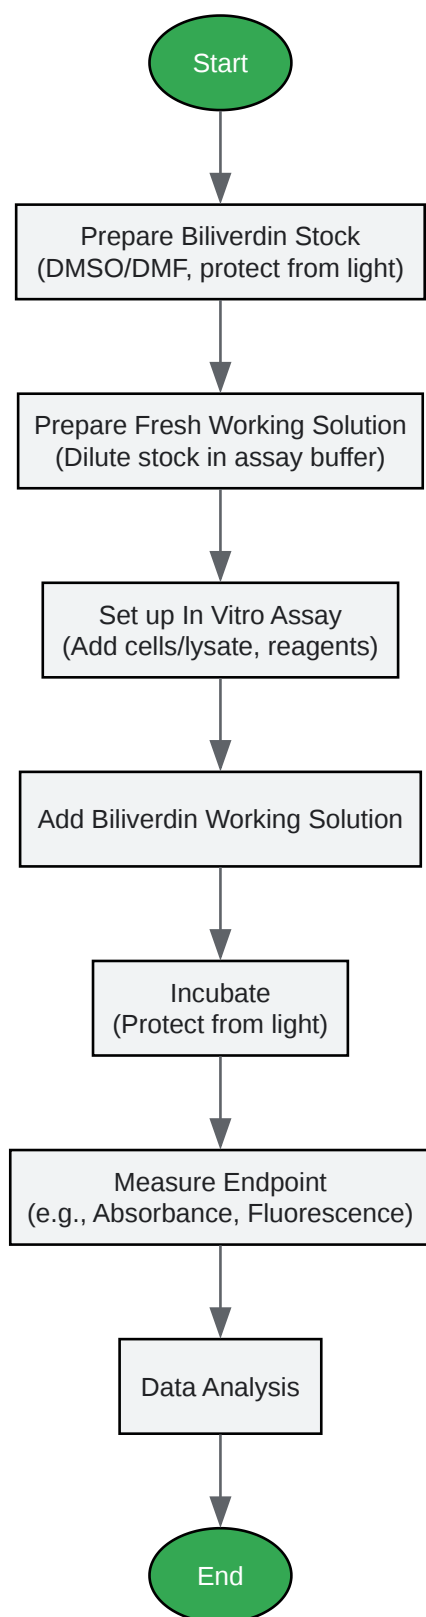 Start
Prepare Biliverdin Stock
(DMSO/DMF, protect from light)
Prepare Fresh Working Solution
(Dilute stock in assay buffer)
Set up In Vitro Assay
(Add cells/lysate, reagents)
Add Biliverdin Working Solution
Incubate
(Protect from light)
Measure Endpoint
(e.g., Absorbance, Fluorescence)
Data Analysis
End